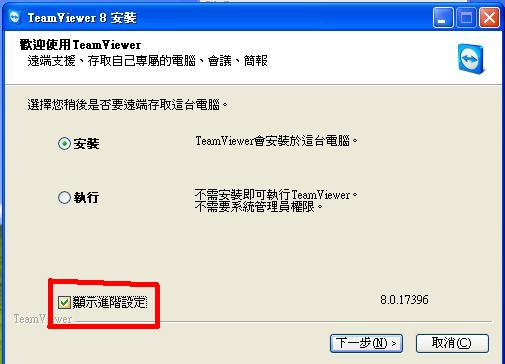 TeamViewer 8 安裝
歡迎使用TeamViewer
遠端支援、存取自己專屬的電腦、會議、簡報
選擇您稍後是否要遠端存取這台電腦。
安裝
TeamViewer會安裝於這台電腦。
執行
不需安裝即可執行TeamViewer。
不需要系統管理員權限。
顯示進階設定
8.0.17396
TeamViewer
下一步(N) >
取消(C)